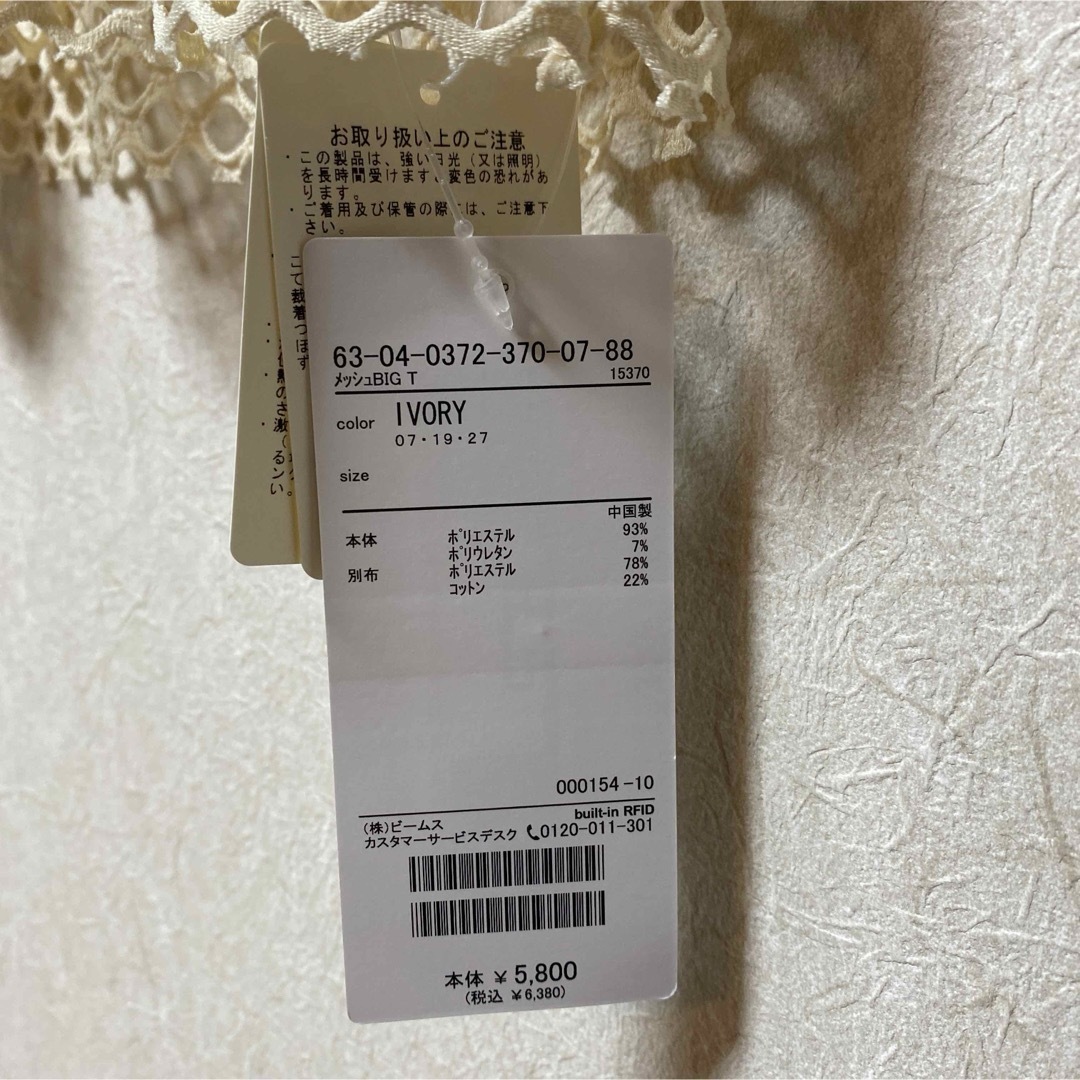 お取り扱い上のご注意
・この製品は、強い日光（又は照明）
を長時間受けますと変色の恐れがあ
ります。
・ご着用及び保管の際には、ご注意下
さい。
63-04-0372-370-07-88
ﾒｯｼｭBIG T 15370
color IVORY
07・19・27
size
中国製
本体 ﾎﾟﾘｴｽﾃﾙ 93%
ﾎﾟﾘｳﾚﾀﾝ 7%
別布 ﾎﾟﾘｴｽﾃﾙ 78%
ｺｯﾄﾝ 22%
000154-10
built-in RFID
(株)ビームス
カスタマーサービスデスク 0120-011-301
本体 ¥ 5,800
(税込 ¥6,380)